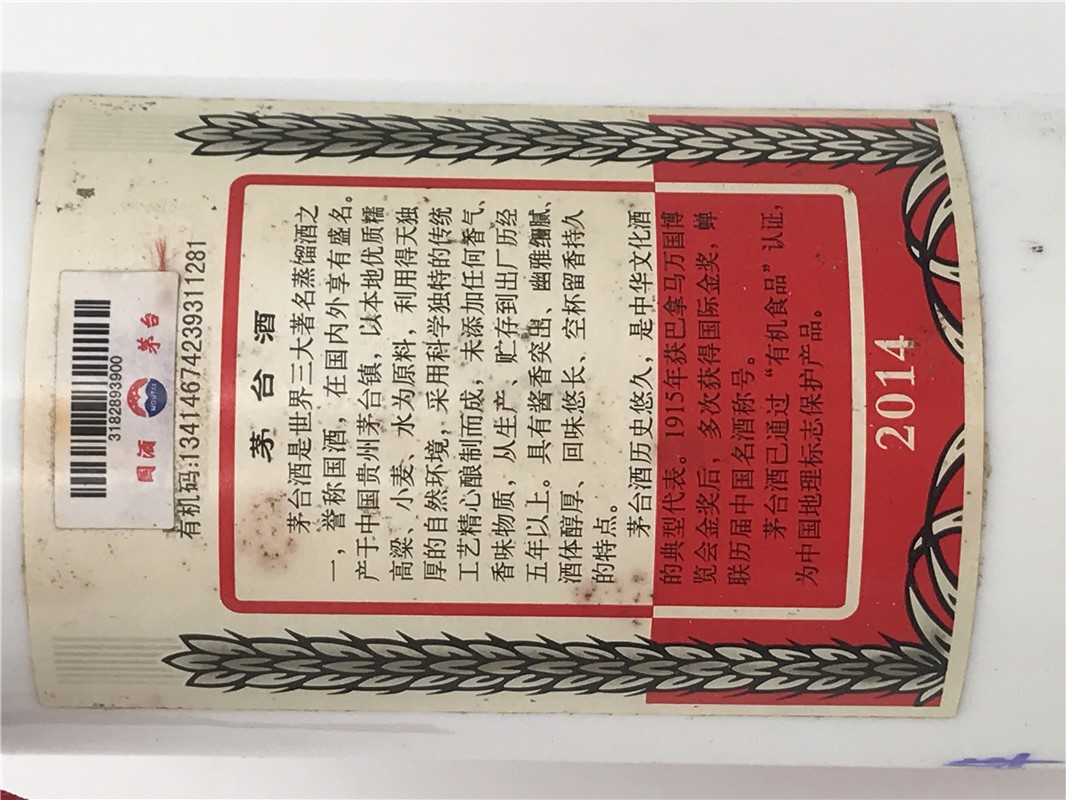 3182893900
國酒 茅台
MOUTAI
有机码:13414674239311281
茅台酒
茅台酒是世界三大著名蒸馏酒之
一，誉称国酒，在国内外享有盛名。
产于中国贵州茅台镇，以本地优质糯
高粱、小麦、水为原料，利用得天独
厚的自然环境，采用科学独特的传统
工艺精心酿制而成，未添加任何香气、
香味物质，从生产、贮存到出厂历经
五年以上。具有酱香突出、幽雅细腻、
酒体醇厚、回味悠长、空杯留香持久
的特点。
茅台酒历史悠久，是中华文化酒
的典型代表。1915年获巴拿马万国博
览会金奖后，多次获得国际金奖，蝉
联历届中国名酒称号。
茅台酒已通过“有机食品”认证，
为中国地理标志保护产品。
2014